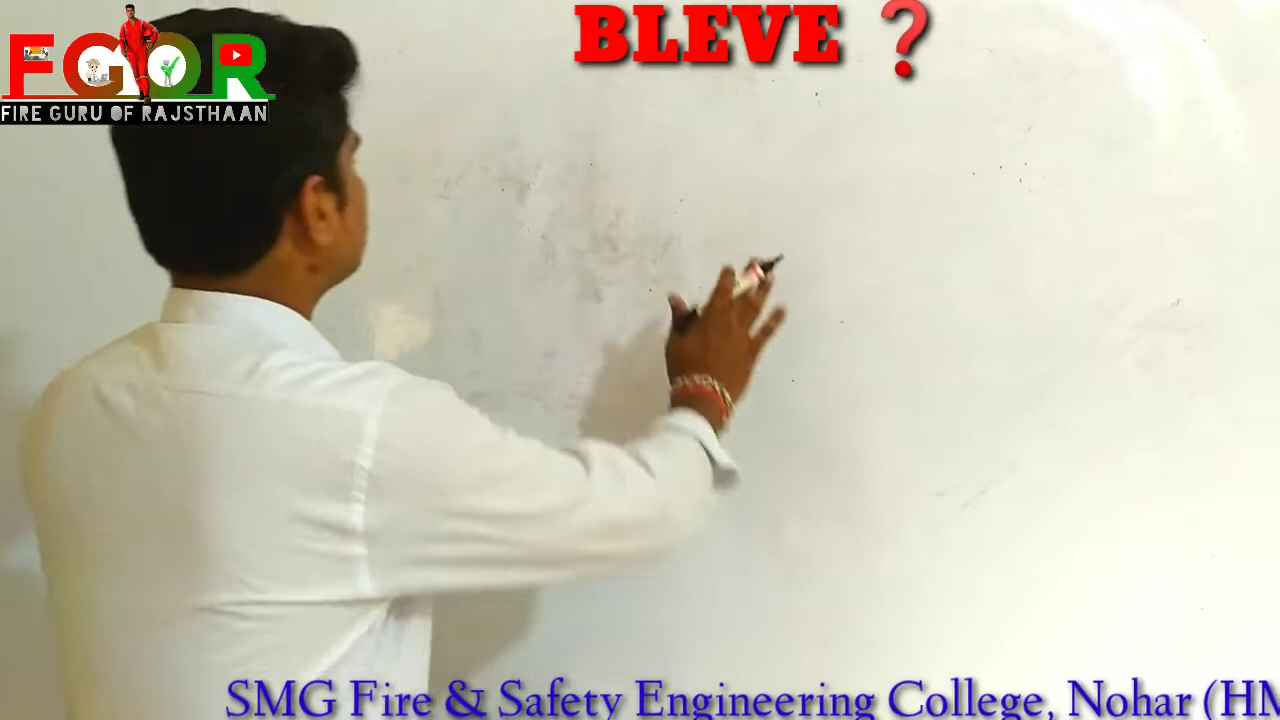 BLEVE ❓
FGOR
FIRE GURU OF RAJSTHAAN
SMG Fire & Safety Engineering College, Nohar (HM